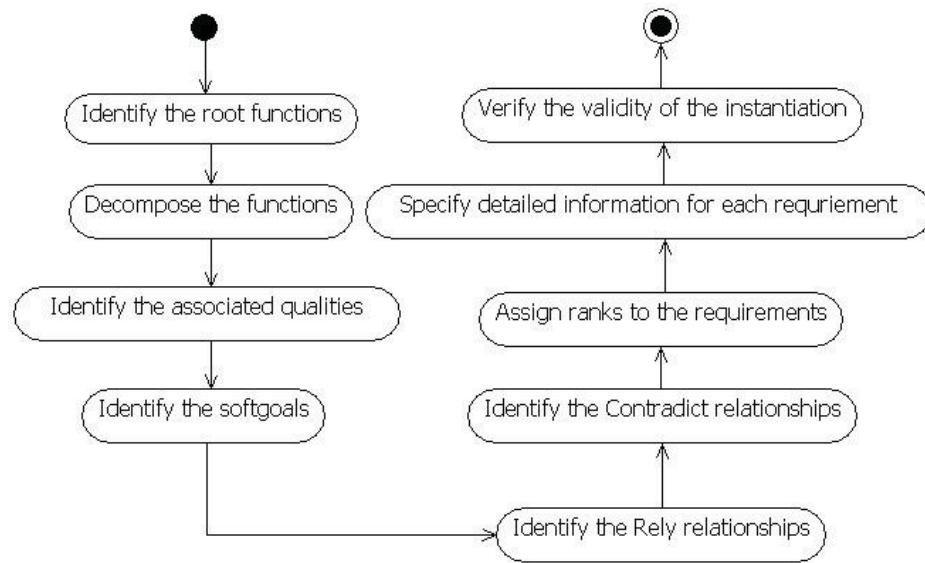 Identify the root functions
Decompose the functions
Identify the associated qualities
Identify the softgoals
Identify the Rely relationships
Identify the Contradict relationships
Assign ranks to the requirements
Specify detailed information for each requriement
Verify the validity of the instantiation